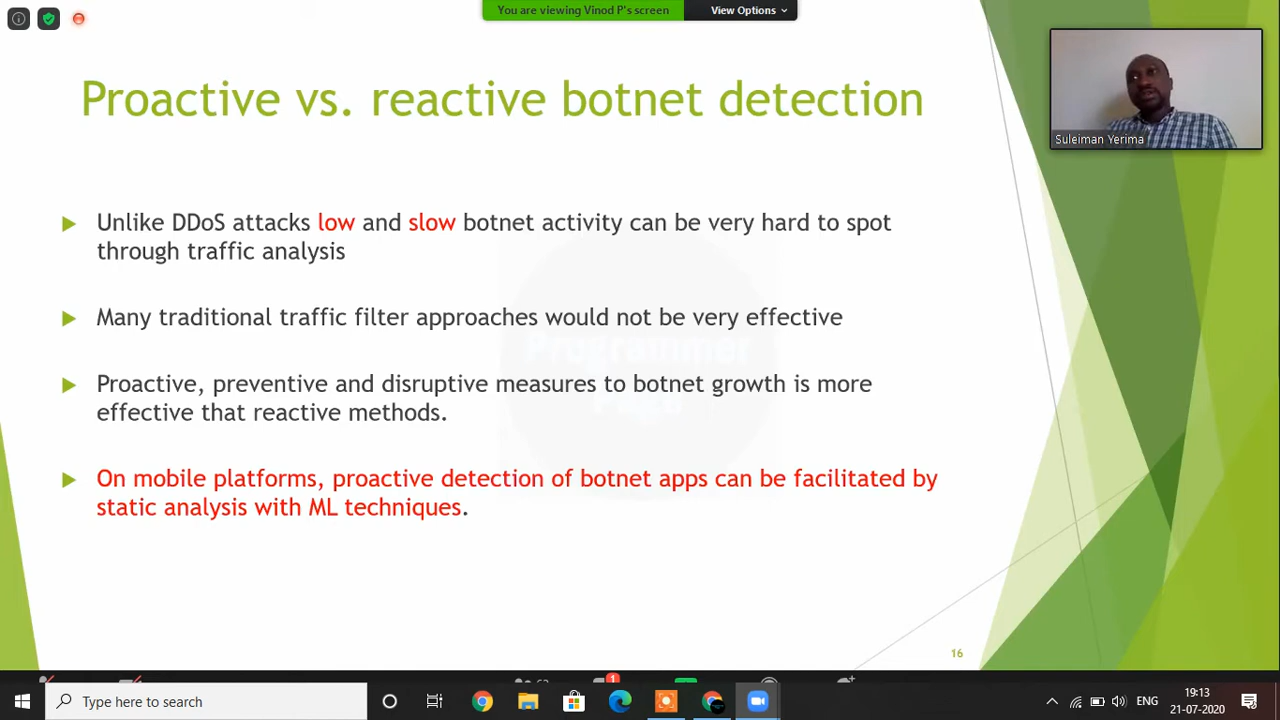 You are viewing Vinod P's screen
View Options
Proactive vs. reactive botnet detection
Suleiman Yerima
Unlike DDoS attacks low and slow botnet activity can be very hard to spot
through traffic analysis
Many traditional traffic filter approaches would not be very effective
Programmer
Page
Proactive, preventive and disruptive measures to botnet growth is more
effective that reactive methods.
On mobile platforms, proactive detection of botnet apps can be facilitated by
static analysis with ML techniques.
16
1
Type here to search
ENG
19:13
21-07-2020